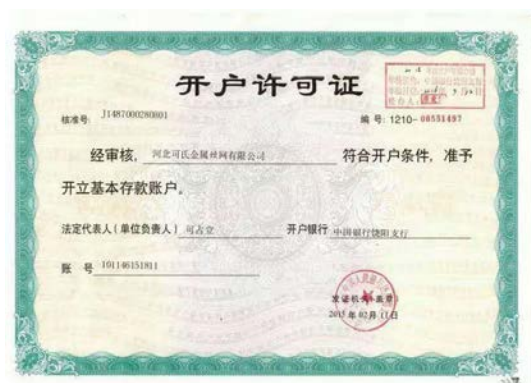 开户许可证
核准号: J1487000280801
编 号: 1210- 00551497
经审核, 河北可氏金属丝网有限公司 符合开户条件, 准予
开立基本存款账户。
法定代表人(单位负责人) 可占立 开户银行 中国银行饶阳支行
账 号 101146151811
发证机关(盖章)
2015 年 02 月 11 日